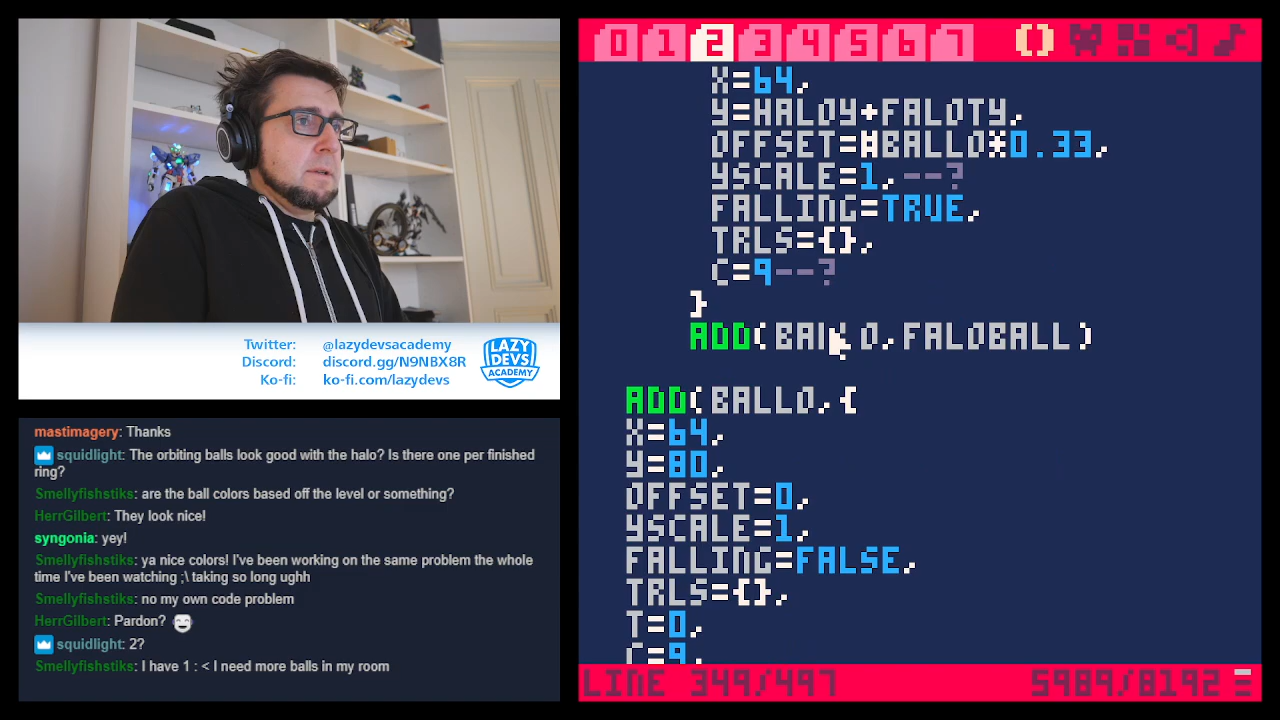 0 1 2 3 4 5 6 7 ()
X=64,
Y=HALOY+FALOTY,
OFFSET=#BALLO*0.33,
YSCALE=1,--?
FALLING=TRUE,
TRLS={},
C=9--?
}
ADD( O,FALOBALL)
ADD(BALLO,{
X=64,
Y=80,
OFFSET=0,
YSCALE=1,
FALLING=FALSE,
TRLS={},
T=0,
C=9,
LINE 349/497 5989/8192
Twitter: @lazydevsacademy
Discord: discord.gg/N9NBX8R
Ko-fi: ko-fi.com/lazydevs
LAZY
DEVS
ACADEMY
mastimagery: Thanks
squidlight: The orbiting balls look good with the halo? Is there one per finished
ring?
Smellyfishstiks: are the ball colors based off the level or something?
HerrGilbert: They look nice!
syngonia: yey!
Smellyfishstiks: ya nice colors! I've been working on the same problem the whole
time I've been watching ;\ taking so long ughh
Smellyfishstiks: no my own code problem
HerrGilbert: Pardon?
squidlight: 2?
Smellyfishstiks: I have 1 : < I need more balls in my room